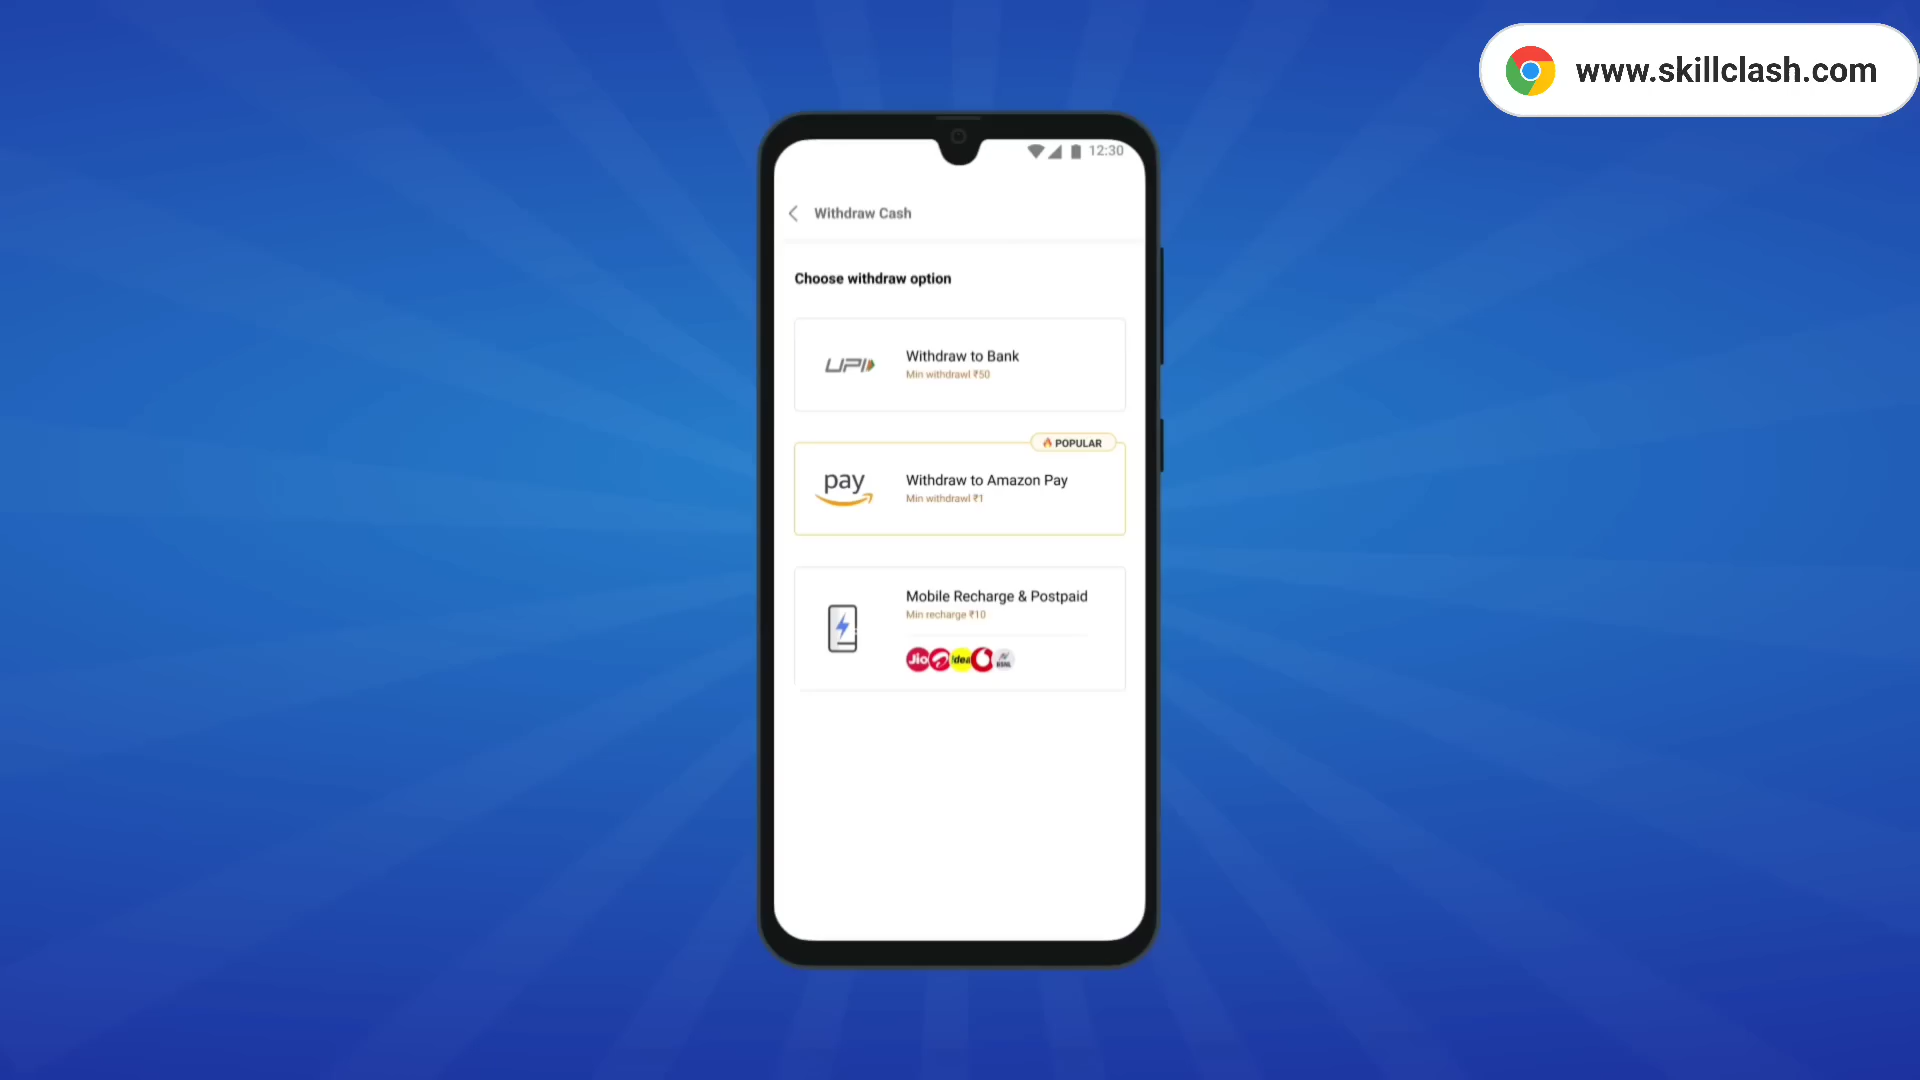 www.skillclash.com
12:30
Withdraw Cash
Choose withdraw option
UPI
Withdraw to Bank
Min withdrawl ₹50
POPULAR
pay
Withdraw to Amazon Pay
Min withdrawl ₹1
Mobile Recharge & Postpaid
Min recharge ₹10
Jio
!dea
BSNL